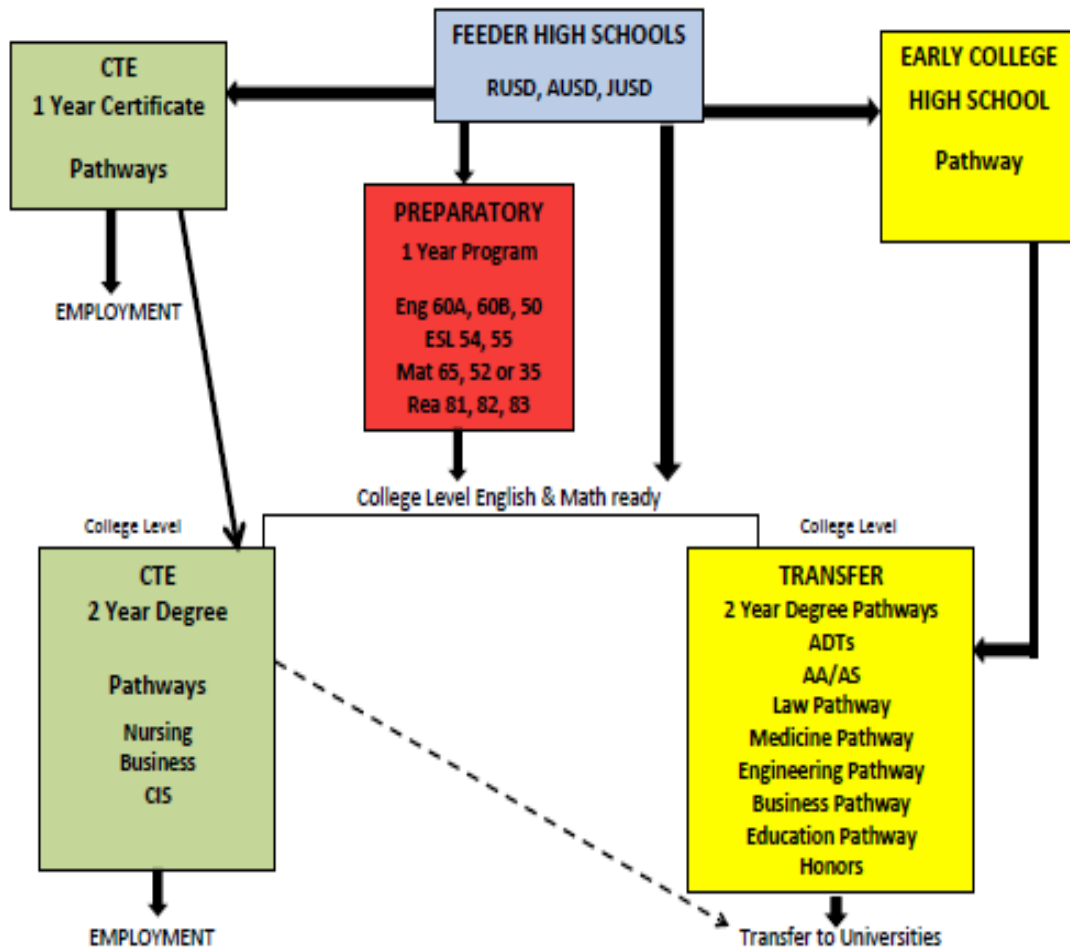 FEEDER HIGH SCHOOLS
RUSD, AUSD, JUSD
CTE
1 Year Certificate
Pathways
EARLY COLLEGE
HIGH SCHOOL
Pathway
PREPARATORY
1 Year Program
Eng 60A, 60B, 50
ESL 54, 55
Mat 65, 52 or 35
Rea 81, 82, 83
EMPLOYMENT
College Level English & Math ready
College Level
College Level
CTE
2 Year Degree
Pathways
Nursing
Business
CIS
TRANSFER
2 Year Degree Pathways
ADTs
AA/AS
Law Pathway
Medicine Pathway
Engineering Pathway
Business Pathway
Education Pathway
Honors
EMPLOYMENT
Transfer to Universities